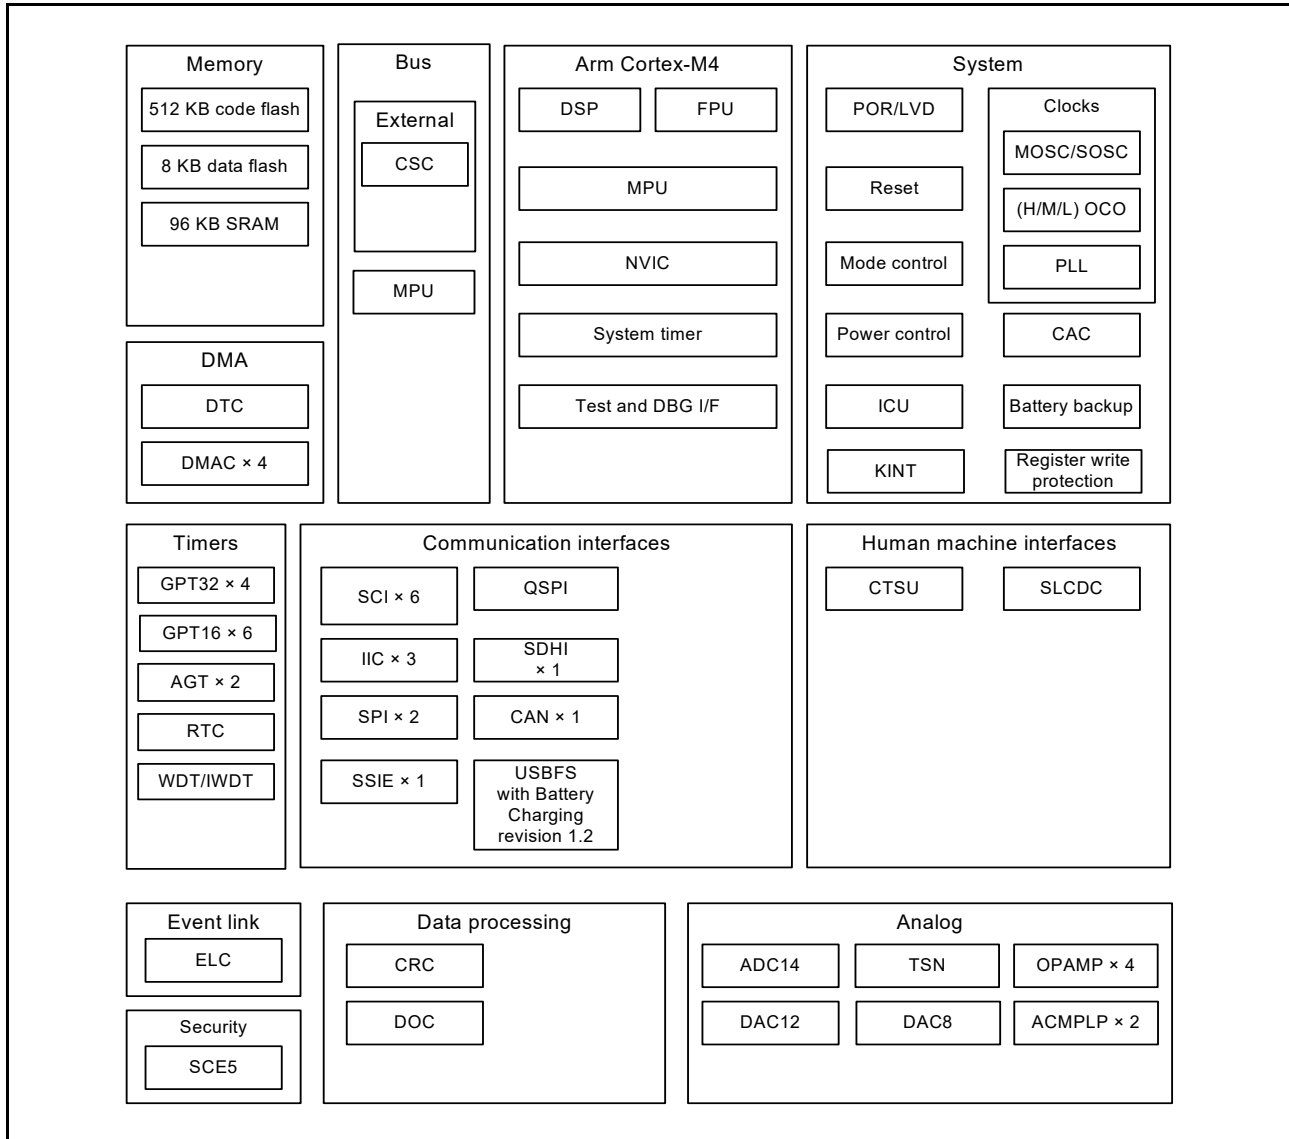 Memory
512 KB code flash
8 KB data flash
96 KB SRAM
DMA
DTC
DMAC × 4
Bus
External
CSC
MPU
Arm Cortex-M4
DSP
FPU
MPU
NVIC
System timer
Test and DBG I/F
System
POR/LVD
Reset
Mode control
Power control
ICU
KINT
Clocks
MOSC/SOSC
(H/M/L) OCO
PLL
CAC
Battery backup
Register write
protection
Timers
GPT32 × 4
GPT16 × 6
AGT × 2
RTC
WDT/IWDT
Communication interfaces
SCI × 6
IIC × 3
SPI × 2
SSIE × 1
QSPI
SDHI
× 1
CAN × 1
USBFS
with Battery
Charging
revision 1.2
Human machine interfaces
CTSU
SLCDC
Event link
ELC
Security
SCE5
Data processing
CRC
DOC
Analog
ADC14
TSN
OPAMP × 4
DAC12
DAC8
ACMPLP × 2